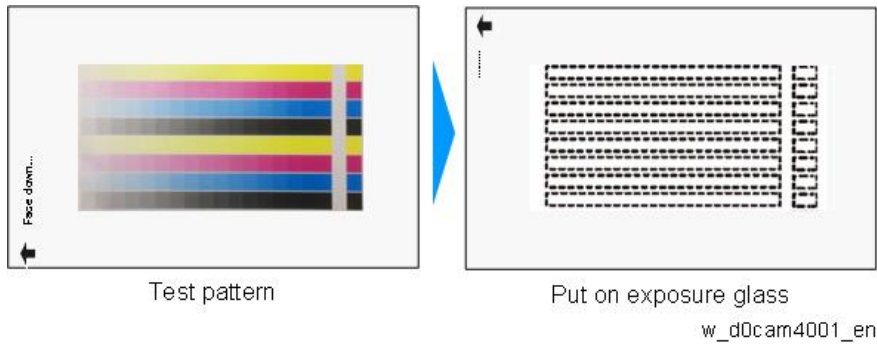 Face down...
Test pattern
Put on exposure glass
w_d0cam4001_en